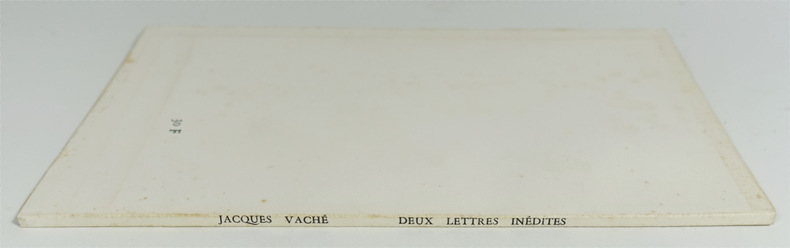 JACQUES VACHÉ DEUX LETTRES INÉDITES